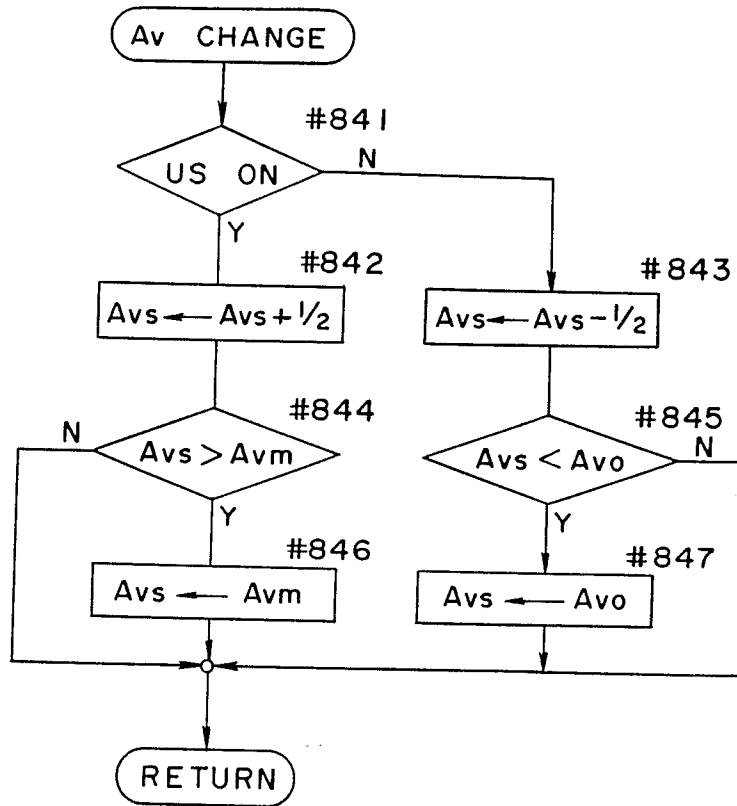 Av CHANGE
#841
US ON
N
Y
#842
#843
Avs ← Avs + 1/2
Avs ← Avs - 1/2
#844
#845
N
Avs > Avm
Avs < Avo
N
Y
Y
#846
#847
Avs ← Avm
Avs ← Avo
RETURN